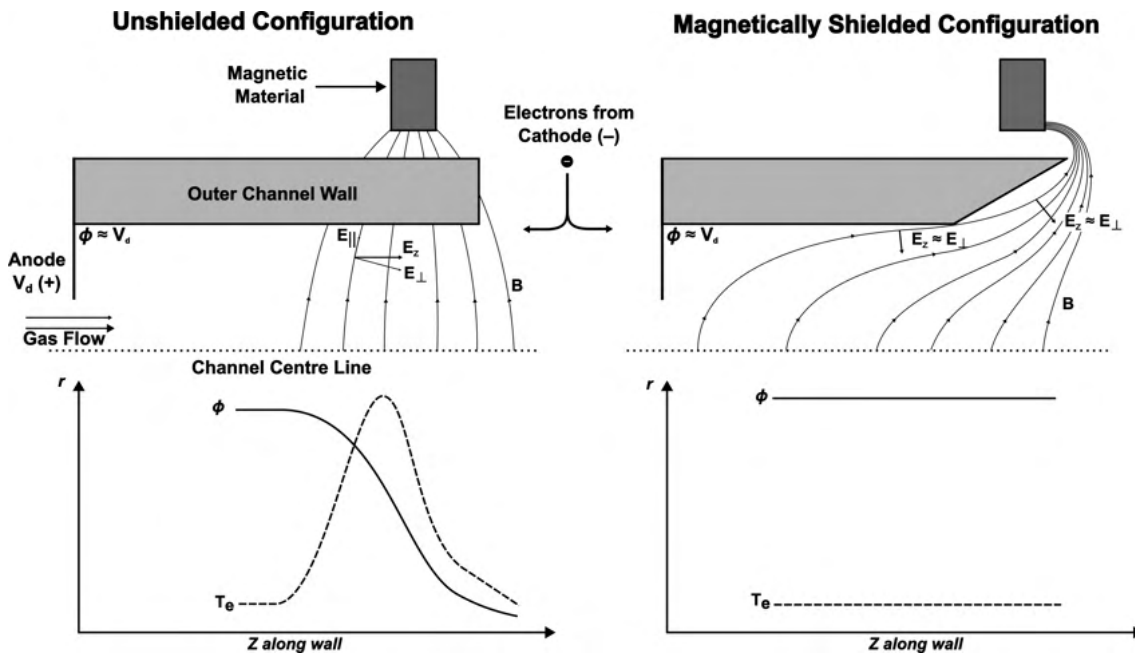 Unshielded Configuration
Magnetically Shielded Configuration
Magnetic
Material
Electrons from
Cathode (–)
Outer Channel Wall
ϕ ≈ V_d
E_||
E_z
E_⊥
B
Anode
V_d (+)
Gas Flow
Channel Centre Line
ϕ ≈ V_d
E_z ≈ E_⊥
E_z ≈ E_⊥
B
r
ϕ
T_e
Z along wall
r
ϕ
T_e
Z along wall